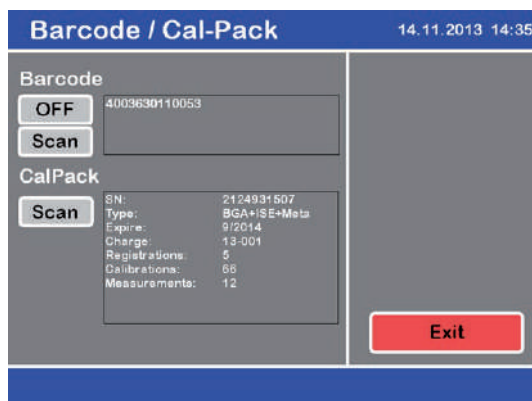 Barcode / Cal-Pack 14.11.2013 14:35
Barcode
OFF 4003630110053
Scan
CalPack
Scan
SN: 2124931507
Type: BGA+ISE+Meta
Expire: 9/2014
Charge: 13-001
Registrations: 5
Calibrations: 66
Measurements: 12
Exit